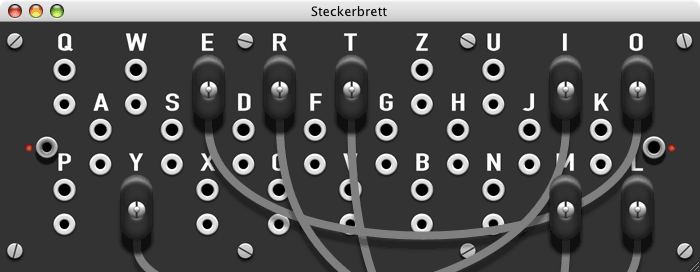 Steckerbrett
Q W E R T Z U I O
A S D F G H J K
P Y X C V B N M L